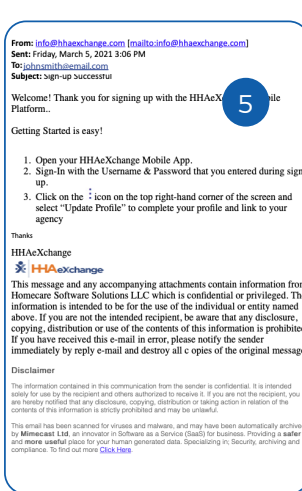 From: info@hhaexchange.com [mailto:info@hhaexchange.com]
Sent: Friday, March 5, 2021 3:06 PM
To: johnsmith@email.com
Subject: Sign-up Successful
Welcome! Thank you for signing up with the HHAeX
5
ile
Platform..
Getting Started is easy!
1. Open your HHAeXchange Mobile App.
2. Sign-In with the Username & Password that you entered during sign
up.
3. Click on the ⋮ icon on the top right-hand corner of the screen and
select “Update Profile” to complete your profile and link to your
agency
Thanks
HHAeXchange
HHAeXchange
This message and any accompanying attachments contain information from
Homecare Software Solutions LLC which is confidential or privileged. The
information is intended to be for the use of the individual or entity named
above. If you are not the intended recipient, be aware that any disclosure,
copying, distribution or use of the contents of this information is prohibited
If you have received this e-mail in error, please notify the sender
immediately by reply e-mail and destroy all c opies of the original message
Disclaimer
The information contained in this communication from the sender is confidential. It is intended
solely for use by the recipient and others authorized to receive it. If you are not the recipient, you
are hereby notified that any disclosure, copying, distribution or taking action in relation of the
contents of this information is strictly prohibited and may be unlawful.
This email has been scanned for viruses and malware, and may have been automatically archive
by Mimecast Ltd, an innovator in Software as a Service (SaaS) for business. Providing a safer
and more useful place for your human generated data. Specializing in; Security, archiving and
compliance. To find out more Click Here.